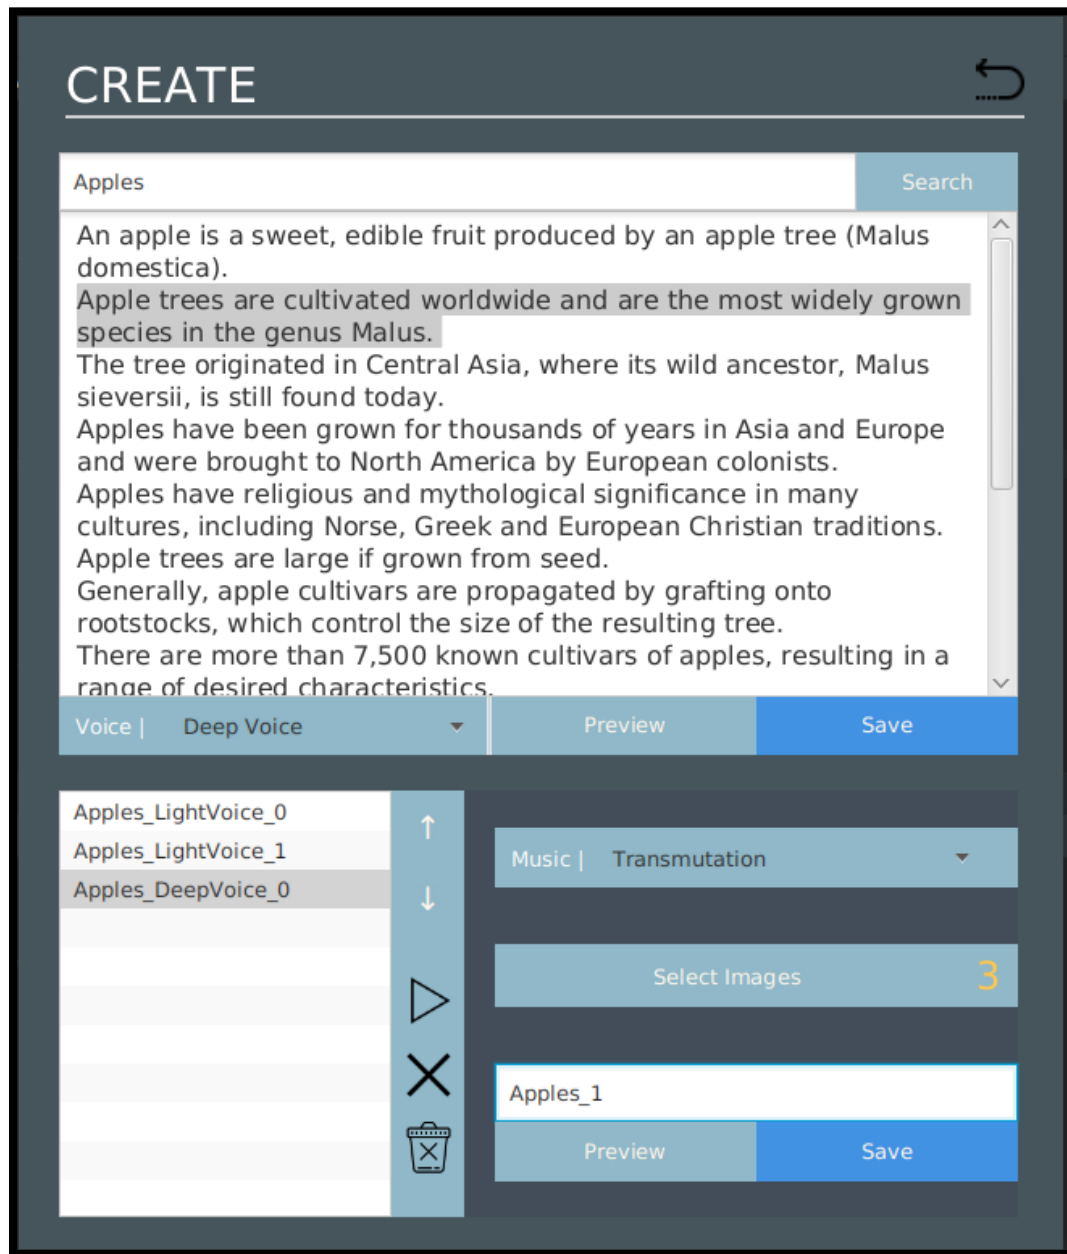 CREATE
Apples
Search
An apple is a sweet, edible fruit produced by an apple tree (Malus
domestica).
Apple trees are cultivated worldwide and are the most widely grown
species in the genus Malus.
The tree originated in Central Asia, where its wild ancestor, Malus
sieversii, is still found today.
Apples have been grown for thousands of years in Asia and Europe
and were brought to North America by European colonists.
Apples have religious and mythological significance in many
cultures, including Norse, Greek and European Christian traditions.
Apple trees are large if grown from seed.
Generally, apple cultivars are propagated by grafting onto
rootstocks, which control the size of the resulting tree.
There are more than 7,500 known cultivars of apples, resulting in a
range of desired characteristics.
Voice | Deep Voice
Preview
Save
Apples_LightVoice_0
Apples_LightVoice_1
Apples_DeepVoice_0
Music | Transmutation
Select Images 3
Apples_1
Preview
Save